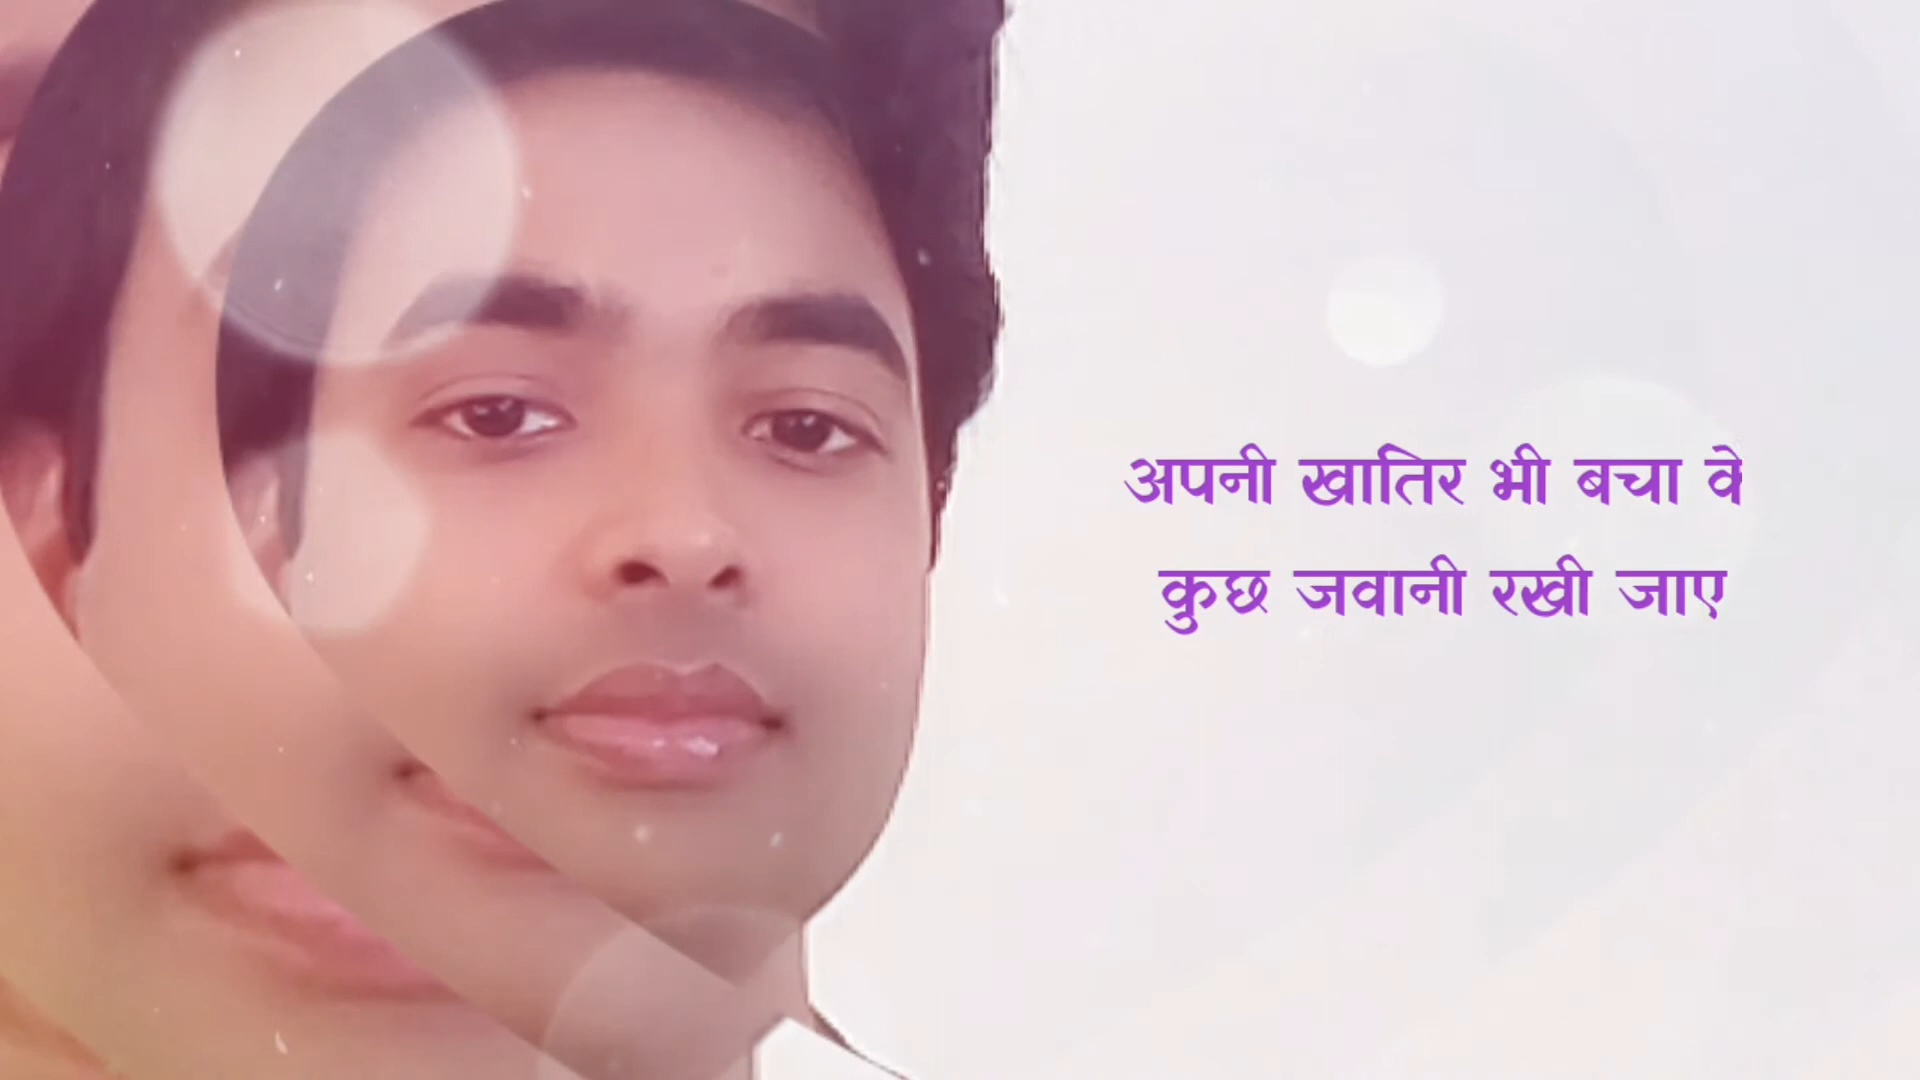 अपनी खातिर भी बचा वे
कुछ जवानी रखी जाए